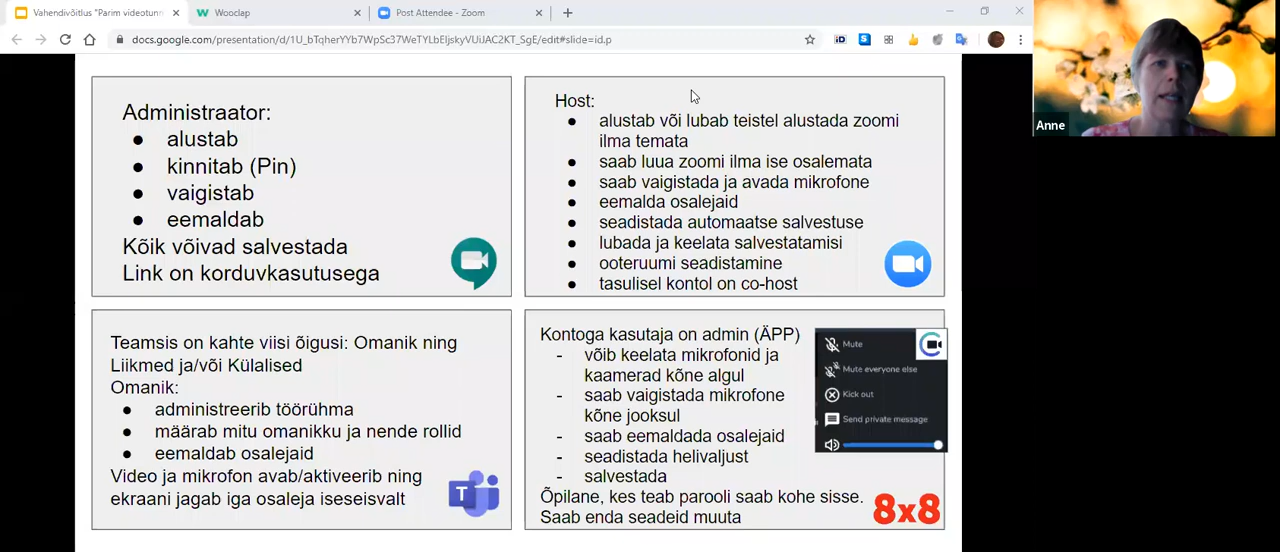 Vahendivõitlus "Parim videotunn
Wooclap
Post Attendee - Zoom
docs.google.com/presentation/d/1U_bTqherYYb7WpSc37WeTYLbEljskyVUiJAC2KT_SgE/edit#slide=id.p
Administraator:
alustab
kinnitab (Pin)
vaigistab
eemaldab
Kõik võivad salvestada
Link on korduvkasutusega
Host:
alustab või lubab teistel alustada zoomi
ilma temata
saab luua zoomi ilma ise osalemata
saab vaigistada ja avada mikrofone
eemalda osalejaid
seadistada automaatse salvestuse
lubada ja keelata salvestatamisi
ooteruumi seadistamine
tasulisel kontol on co-host
Teamsis on kahte viisi õigusi: Omanik ning
Liikmed ja/või Külalised
Omanik:
administreerib töörühma
määrab mitu omanikku ja nende rollid
eemaldab osalejaid
Video ja mikrofon avab/aktiveerib ning
ekraani jagab iga osaleja iseseisvalt
T
Kontoga kasutaja on admin (ÄPP)
- võib keelata mikrofonid ja
kaamerad kõne algul
- saab vaigistada mikrofone
kõne jooksul
- saab eemaldada osalejaid
- seadistada helivaljust
- salvestada
Õpilane, kes teab parooli saab kohe sisse.
Saab enda seadeid muuta
Mute
Mute everyone else
Kick out
Send private message
8x8
Anne